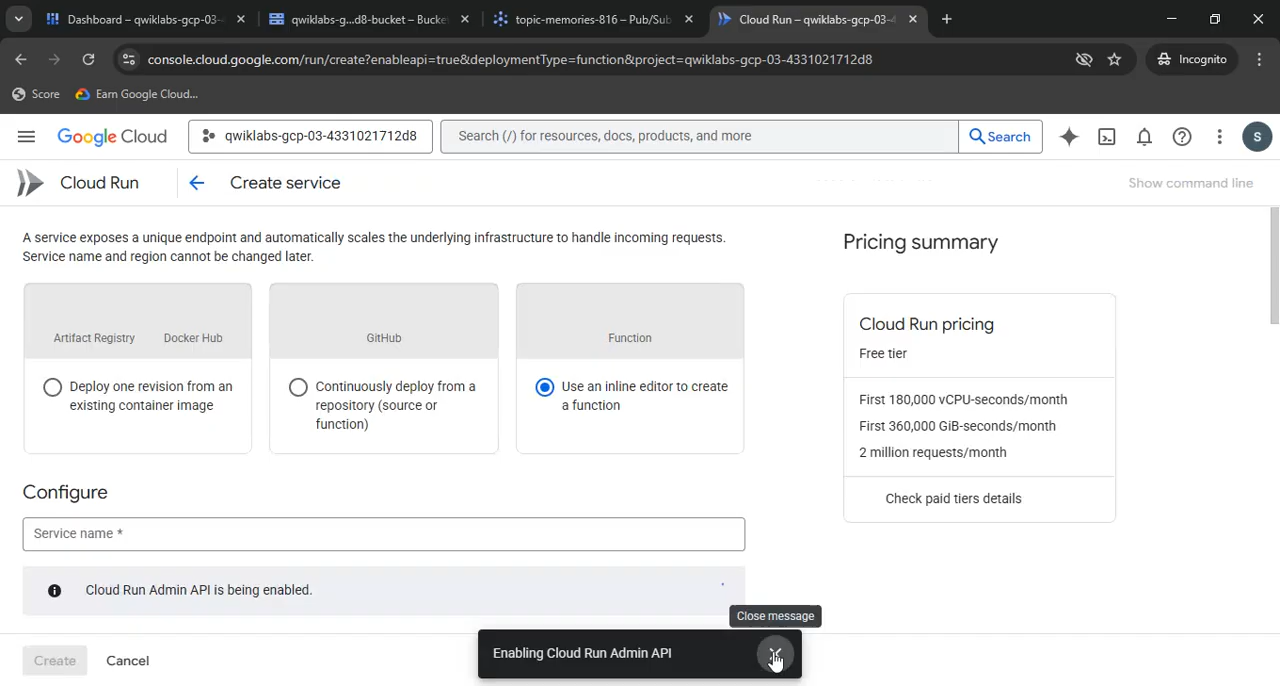 Dashboard – qwiklabs-gcp-03-
qwiklabs-g...d8-bucket – Bucke
topic-memories-816 – Pub/Sub
Cloud Run – qwiklabs-gcp-03-4
console.cloud.google.com/run/create?enableapi=true&deploymentType=function&project=qwiklabs-gcp-03-4331021712d8
Incognito
Score
Earn Google Cloud...
Google Cloud
qwiklabs-gcp-03-4331021712d8
Search (/) for resources, docs, products, and more
Search
S
Cloud Run
Create service
Show command line
A service exposes a unique endpoint and automatically scales the underlying infrastructure to handle incoming requests.
Service name and region cannot be changed later.
Artifact Registry
Docker Hub
GitHub
Function
Deploy one revision from an
existing container image
Continuously deploy from a
repository (source or
function)
Use an inline editor to create
a function
Configure
Service name *
Cloud Run Admin API is being enabled.
Close message
Enabling Cloud Run Admin API
Create
Cancel
Pricing summary
Cloud Run pricing
Free tier
First 180,000 vCPU-seconds/month
First 360,000 GiB-seconds/month
2 million requests/month
Check paid tiers details